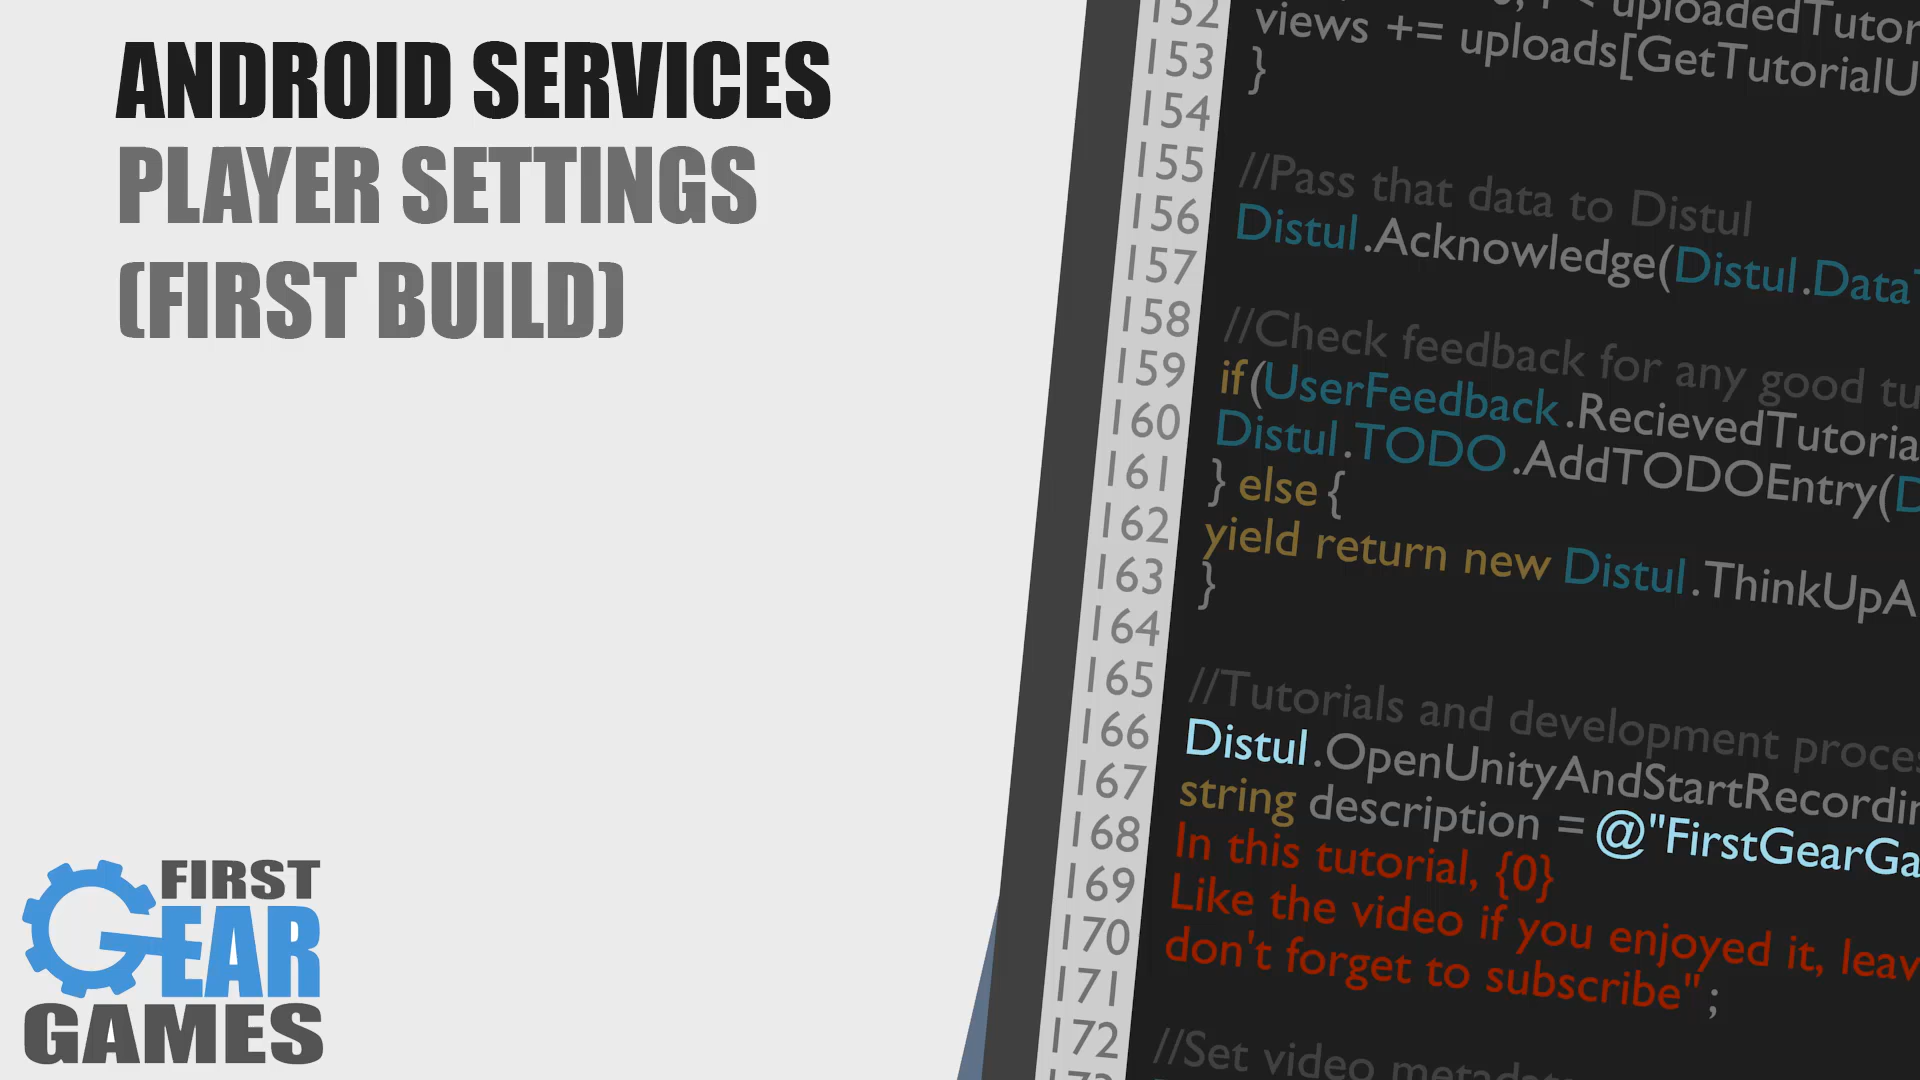 ANDROID SERVICES
PLAYER SETTINGS
(FIRST BUILD)
FIRST
GEAR
GAMES
152
views += uploads[GetTutorialU
153
}
154
155
//Pass that data to Distul
156
Distul.Acknowledge(Distul.Data
157
158
//Check feedback for any good tu
159
if(UserFeedback.RecievedTutoria
160
Distul.TODO.AddTODOEntry(D
161
} else {
162
yield return new Distul.ThinkUpA
163
}
164
165
//Tutorials and development proces
166
Distul.OpenUnityAndStartRecordin
167
string description = @"FirstGearGa
168
In this tutorial, {0}
169
Like the video if you enjoyed it, leav
170
don't forget to subscribe";
171
172
//Set video metadata